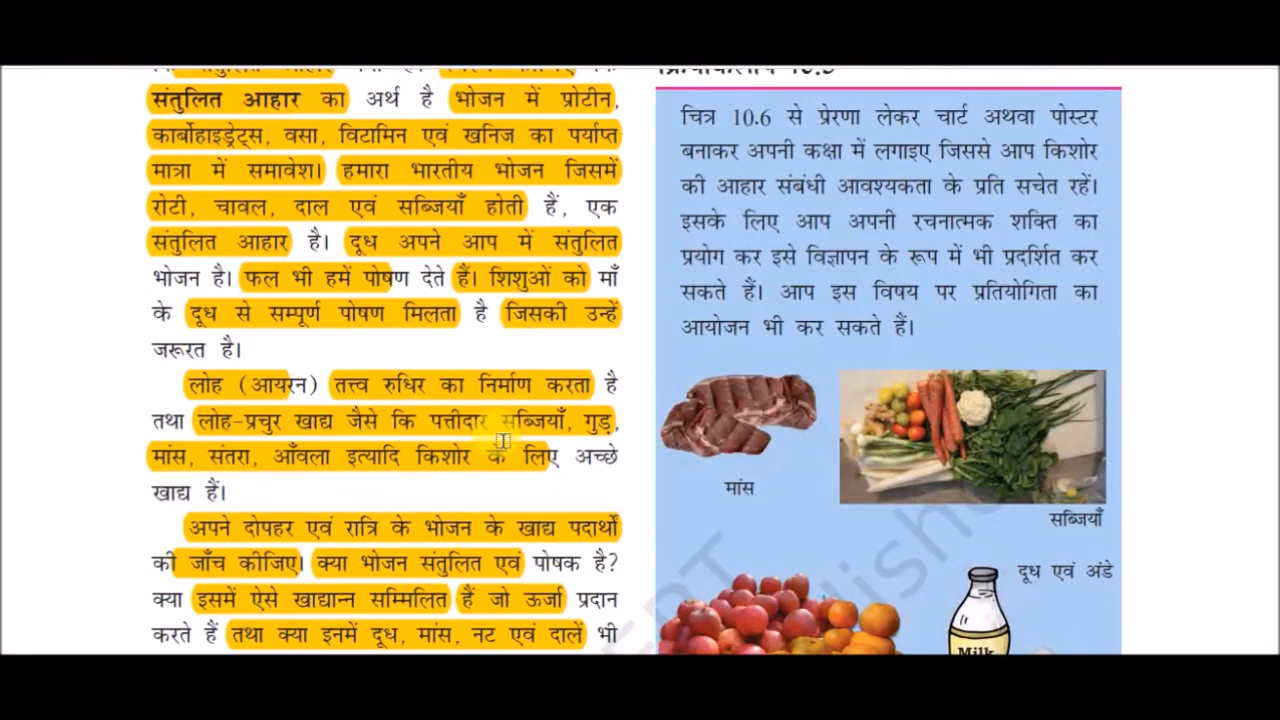 संतुलित आहार का अर्थ है भोजन में प्रोटीन,
कार्बोहाइड्रेट्स, वसा, विटामिन एवं खनिज का पर्याप्त
मात्रा में समावेश। हमारा भारतीय भोजन जिसमें
रोटी, चावल, दाल एवं सब्जियाँ होती हैं, एक
संतुलित आहार है। दूध अपने आप में संतुलित
भोजन है। फल भी हमें पोषण देते हैं। शिशुओं को माँ
के दूध से सम्पूर्ण पोषण मिलता है जिसकी उन्हें
जरूरत है।
लोह (आयरन) तत्त्व रुधिर का निर्माण करता है
तथा लोह-प्रचुर खाद्य जैसे कि पत्तीदार सब्जियाँ, गुड़,
मांस, संतरा, आँवला इत्यादि किशोर के लिए अच्छे
खाद्य हैं।
अपने दोपहर एवं रात्रि के भोजन के खाद्य पदार्थों
की जाँच कीजिए। क्या भोजन संतुलित एवं पोषक है?
क्या इसमें ऐसे खाद्यान्न सम्मिलित हैं जो ऊर्जा प्रदान
करते हैं तथा क्या इनमें दूध, मांस, नट एवं दालें भी
चित्र 10.6 से प्रेरणा लेकर चार्ट अथवा पोस्टर
बनाकर अपनी कक्षा में लगाइए जिससे आप किशोर
की आहार संबंधी आवश्यकता के प्रति सचेत रहें।
इसके लिए आप अपनी रचनात्मक शक्ति का
प्रयोग कर इसे विज्ञापन के रूप में भी प्रदर्शित कर
सकते हैं। आप इस विषय पर प्रतियोगिता का
आयोजन भी कर सकते हैं।
मांस
सब्जियाँ
दूध एवं अंडे
Milk